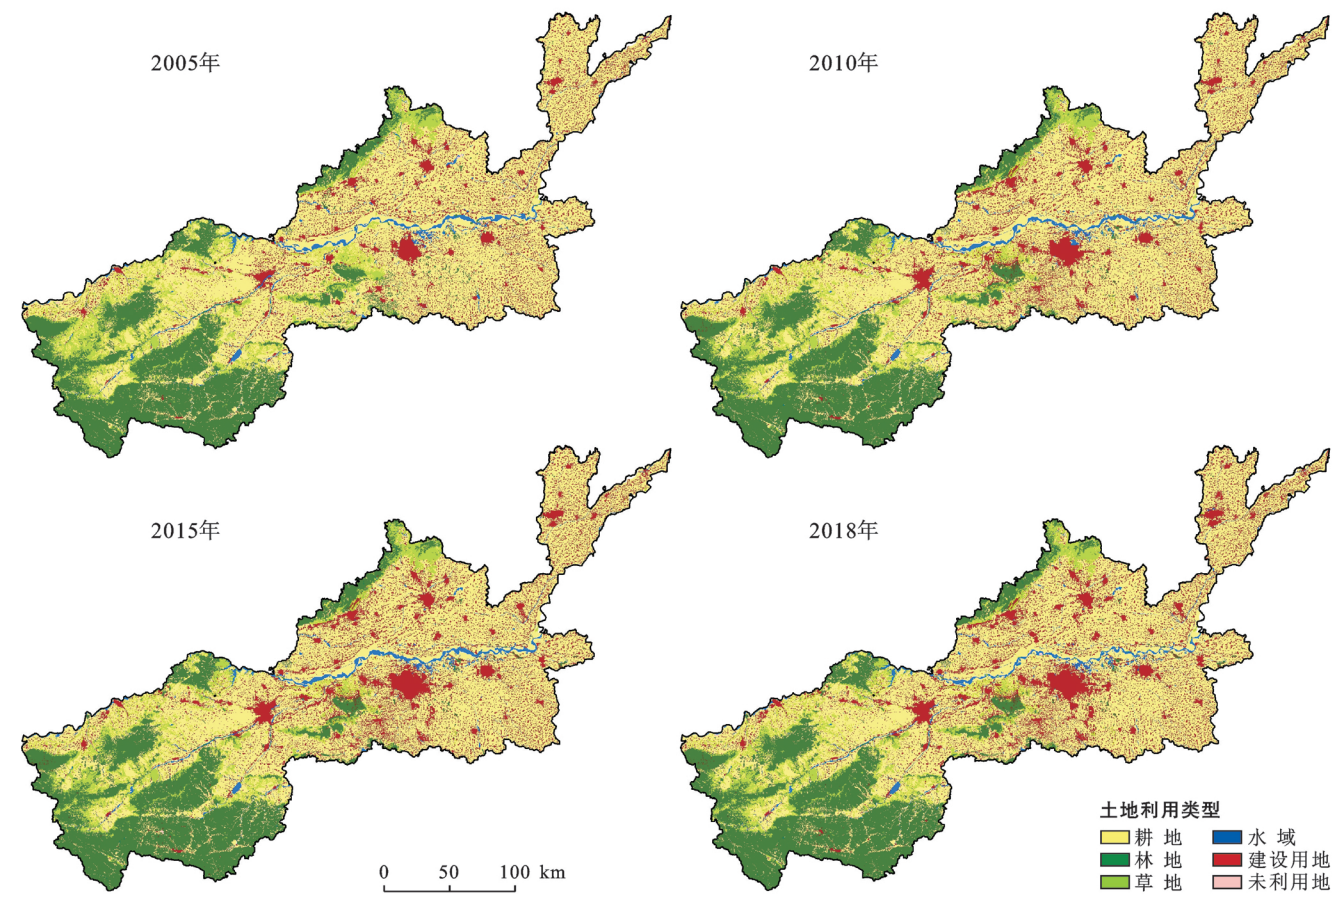 2005年
2010年
2015年
2018年
土地利用类型
耕 地
水 域
林 地
建设用地
草 地
未利用地
0 50 100 km